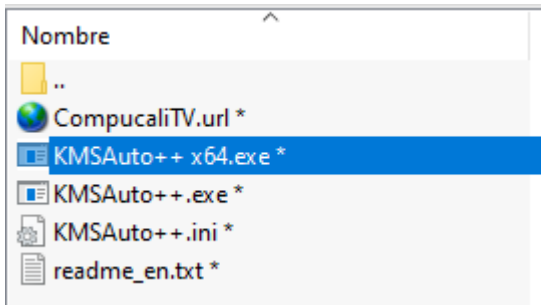 Nombre
..
CompucaliTV.url *
KMSAuto++ x64.exe *
KMSAuto++.exe *
KMSAuto++.ini *
readme_en.txt *